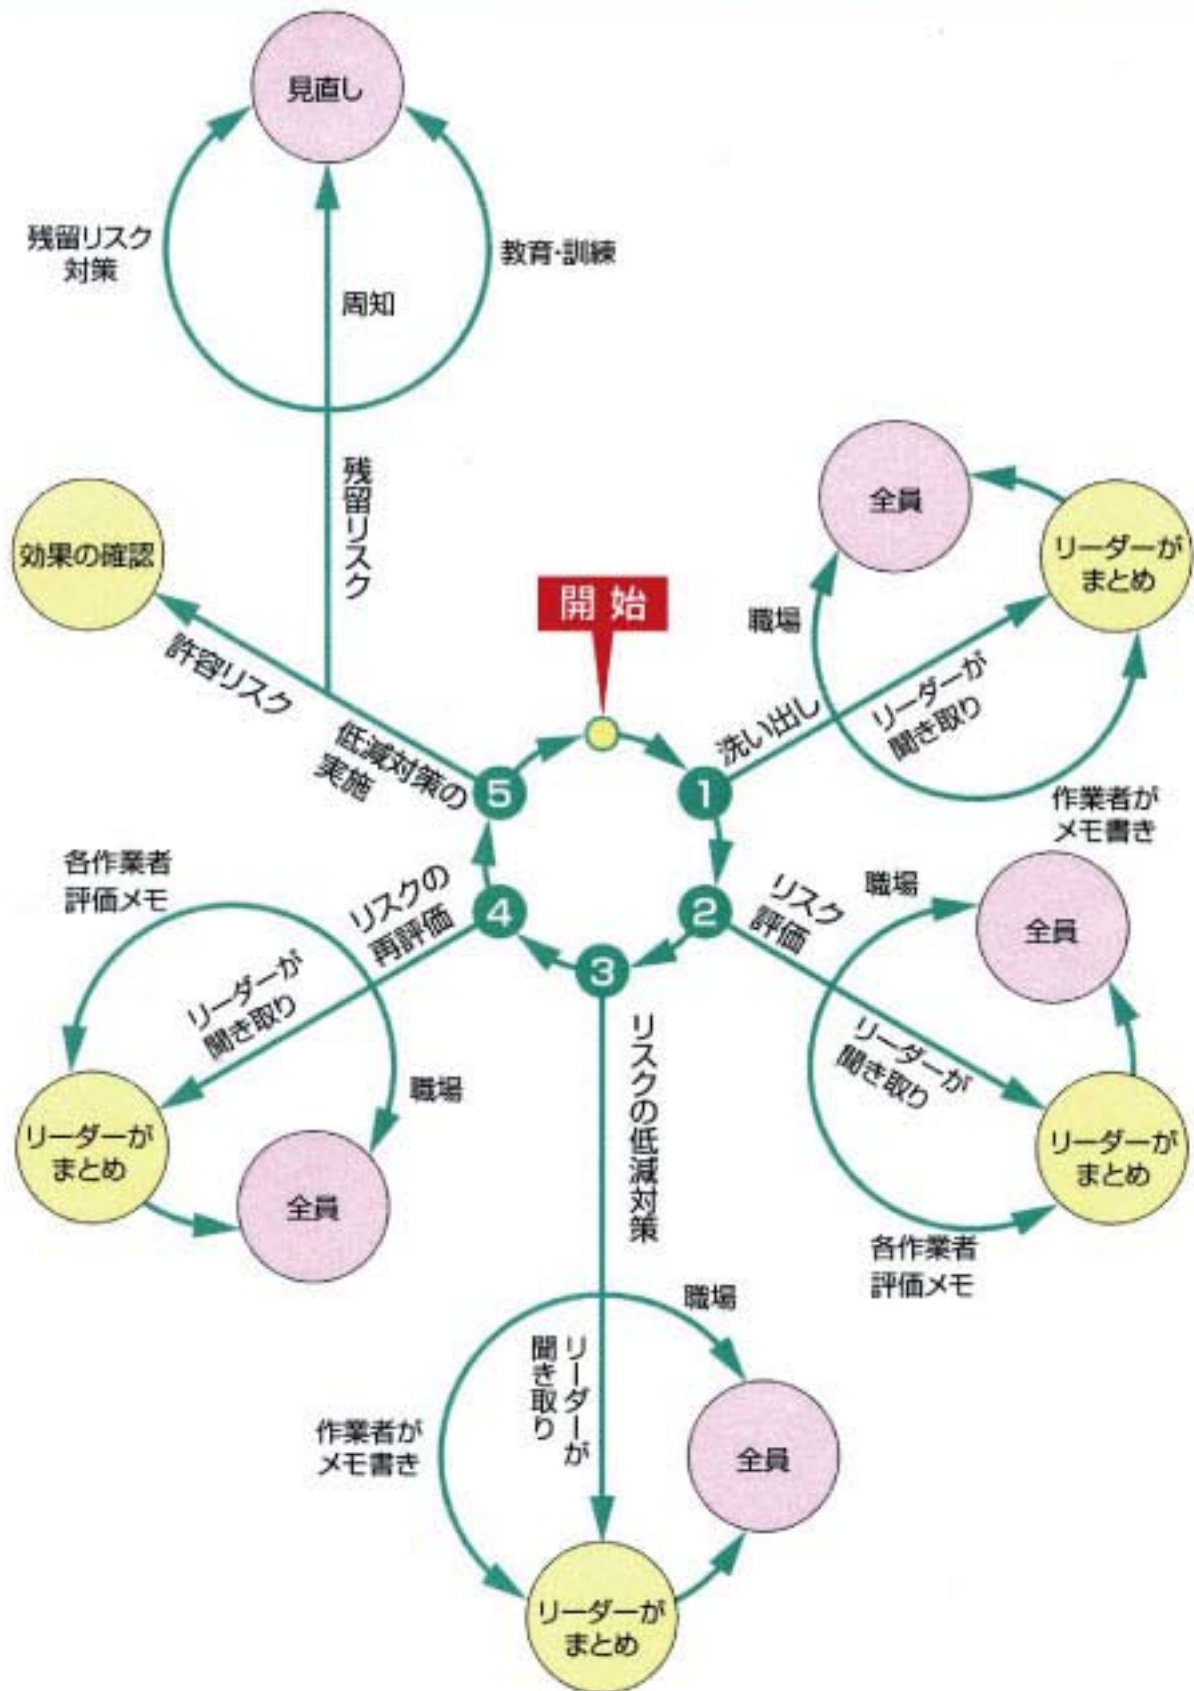 見直し
残留リスク
対策
教育・訓練
周知
残留リスク
効果の確認
許容リスク
低減対策の
実施
開始
全員
リーダーが
まとめ
職場
洗い出し
リーダーが
聞き取り
作業者が
メモ書き
1
2
3
4
5
リスク
評価
職場
全員
リーダーが
聞き取り
リーダーが
まとめ
各作業者
評価メモ
リスクの低減対策
職場
リーダーが
聞き取り
作業者が
メモ書き
全員
リーダーが
まとめ
各作業者
評価メモ
リスクの
再評価
リーダーが
聞き取り
職場
リーダーが
まとめ
全員